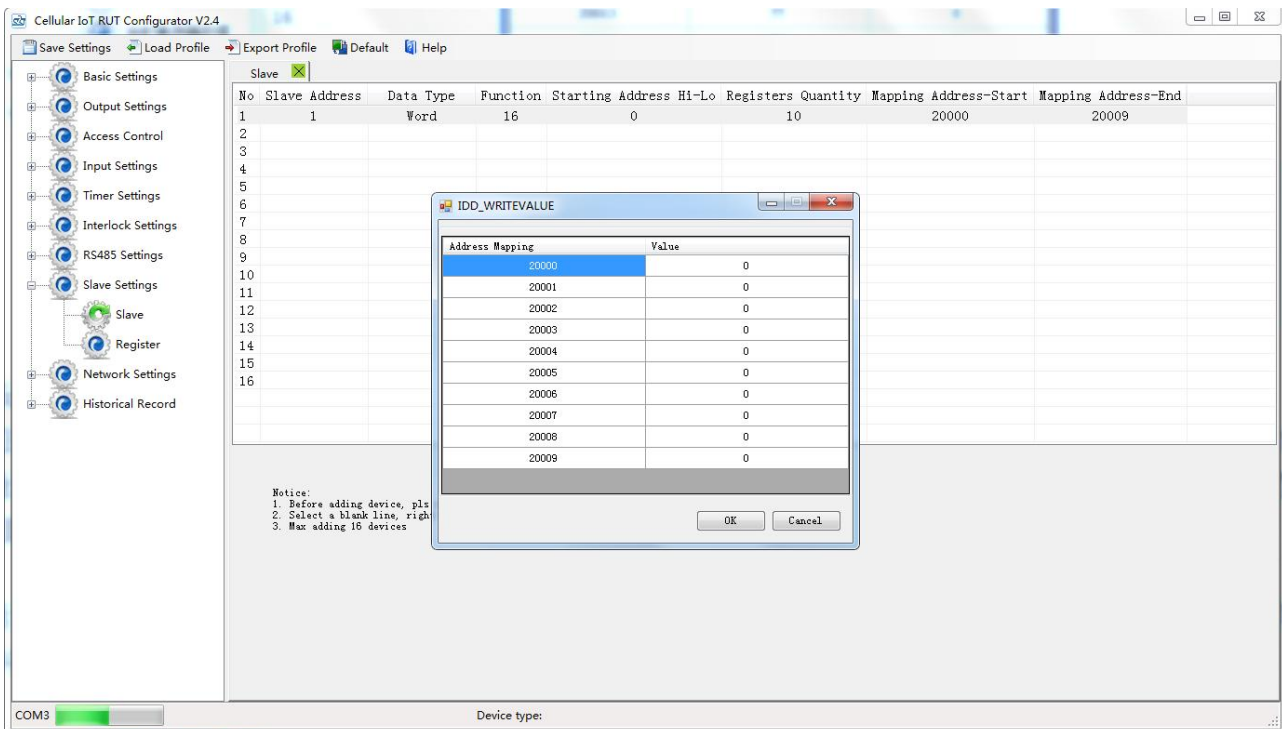 Cellular IoT RUT Configurator V2.4
Save Settings Load Profile Export Profile Default Help
Basic Settings
Output Settings
Access Control
Input Settings
Timer Settings
Interlock Settings
RS485 Settings
Slave Settings
Slave
Register
Network Settings
Historical Record
Slave
No Slave Address Data Type Function Starting Address Hi-Lo Registers Quantity Mapping Address-Start Mapping Address-End
1 1 Word 16 0 10 20000 20009
2
3
4
5
6
7
8
9
10
11
12
13
14
15
16
IDD_WRITEVALUE
Address Mapping Value
20000 0
20001 0
20002 0
20003 0
20004 0
20005 0
20006 0
20007 0
20008 0
20009 0
OK Cancel
Notice:
1. Before adding device, pls
2. Select a blank line, righ
3. Max adding 16 devices
COM3 Device type: